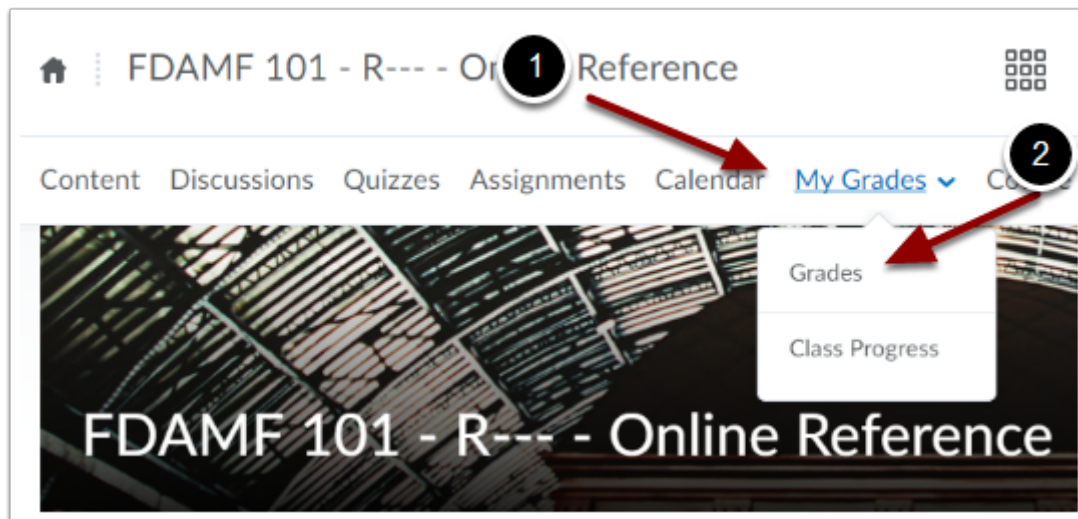 FDAMF 101 - R--- - Reference
1
2
Content Discussions Quizzes Assignments Calendar My Grades
Grades
Class Progress
FDAMF 101 - R--- - Online Reference